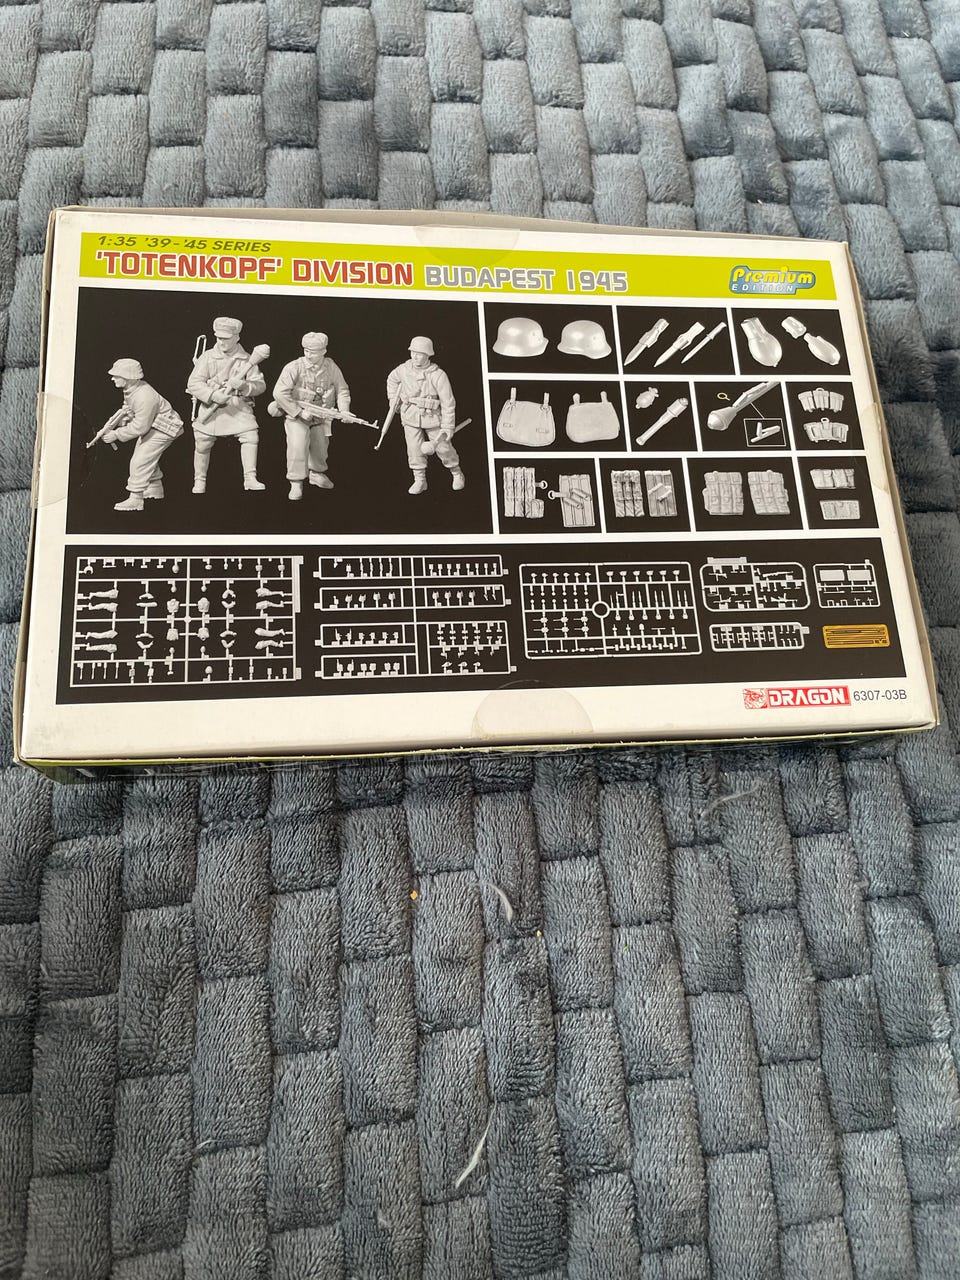 1:35 '39-'45 SERIES
'TOTENKOPF' DIVISION BUDAPEST 1945
Premium
EDITION
DRAGON 6307-03B